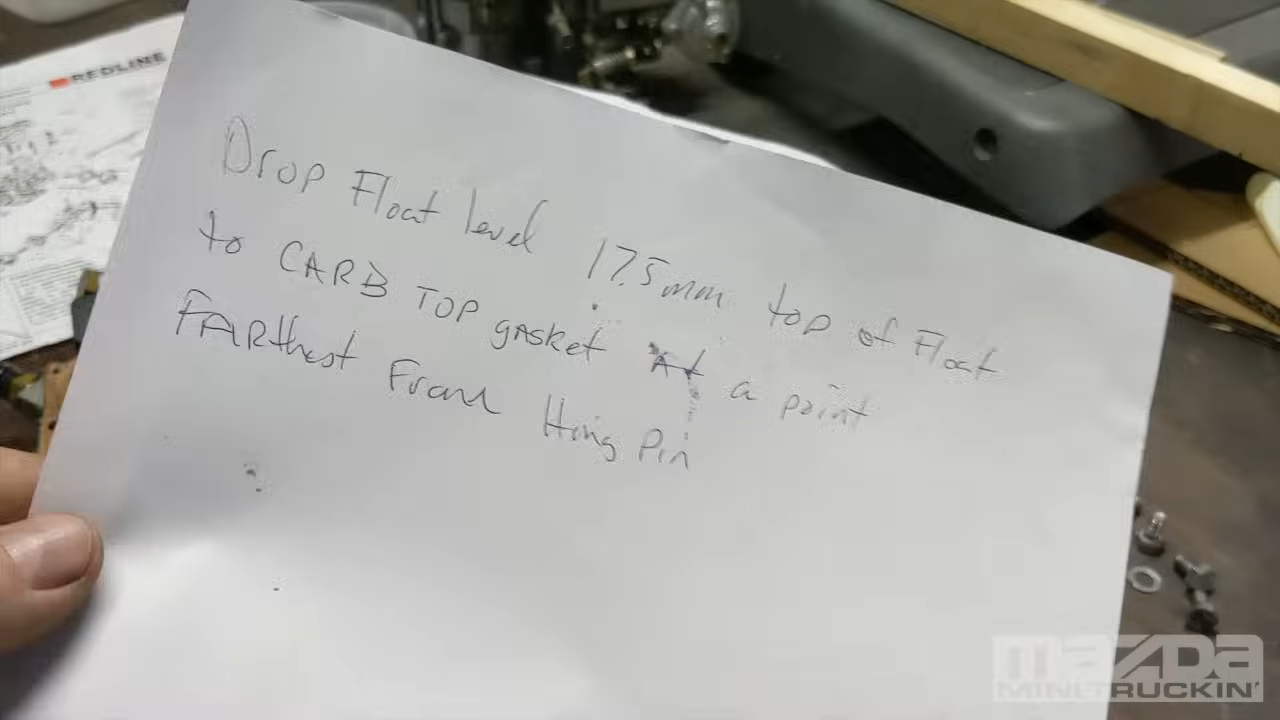 REDLINE
Drop Float level 17.5mm top of Float
to CARB TOP gasket At a point
FARthest From Hing Pin
mazda
MINITRUCKIN'